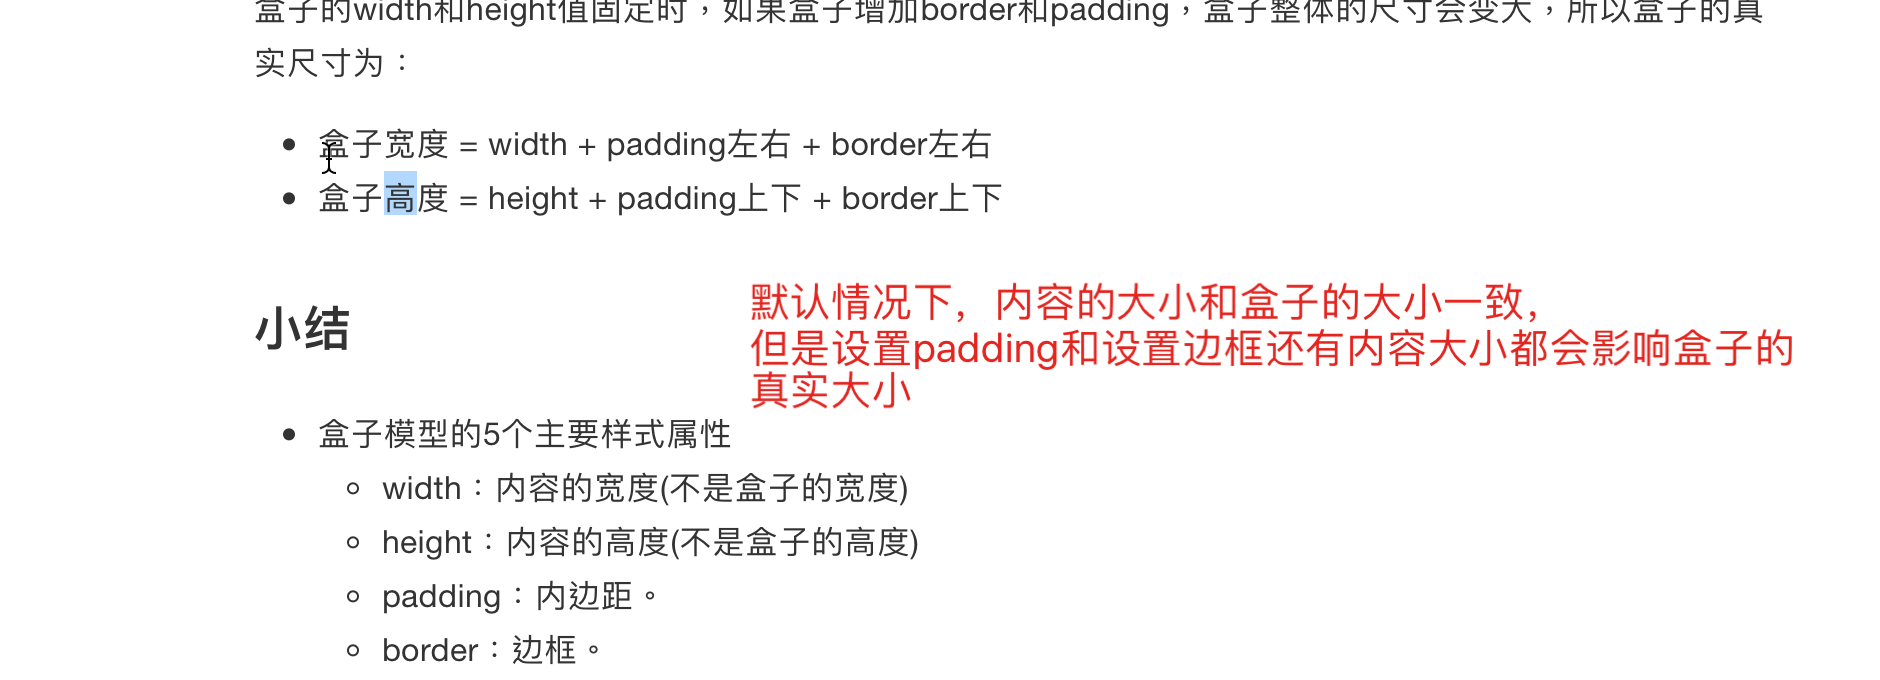 盒子的width和height值固定时，如果盒子增加border和padding，盒子整体的尺寸会变大，所以盒子的真
实尺寸为：
盒子宽度 = width + padding左右 + border左右
盒子高度 = height + padding上下 + border上下
小结
默认情况下，内容的大小和盒子的大小一致，
但是设置padding和设置边框还有内容大小都会影响盒子的
真实大小
盒子模型的5个主要样式属性
width：内容的宽度(不是盒子的宽度)
height：内容的高度(不是盒子的高度)
padding：内边距。
border：边框。